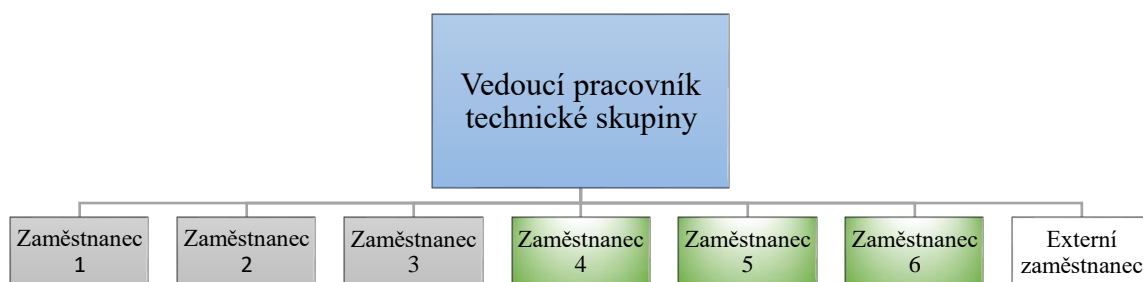 Vedoucí pracovník
technické skupiny
Zaměstnanec
1
Zaměstnanec
2
Zaměstnanec
3
Zaměstnanec
4
Zaměstnanec
5
Zaměstnanec
6
Externí
zaměstnanec